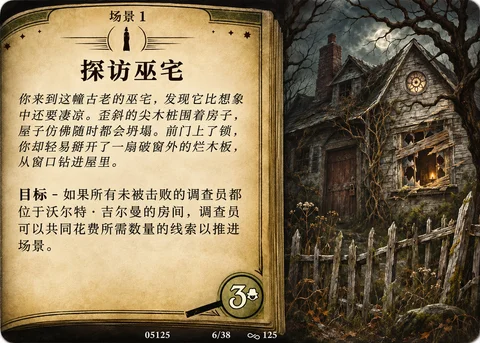 场景 1
探访巫宅
你来到这幢古老的巫宅，发现它比想象
中还要凄凉。歪斜的尖木桩围着房子，
屋子仿佛随时都会坍塌。前门上了锁，
你却轻易掰开了一扇破窗外的烂木板，
从窗口钻进屋里。
目标 – 如果所有未被击败的调查员都
位于沃尔特·吉尔曼的房间，调查员
可以共同花费所需数量的线索以推进
场景。
3
05125
6/38
125